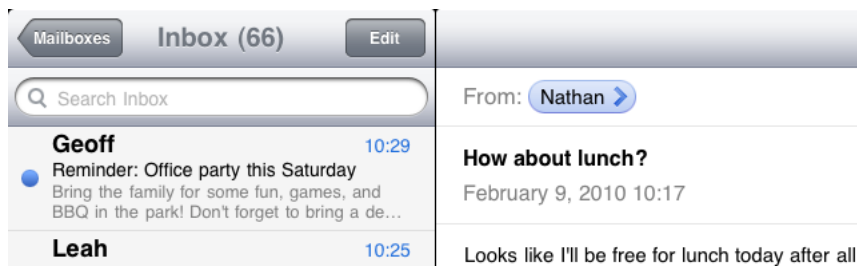 Mailboxes
Inbox (66)
Edit
Search Inbox
Geoff 10:29
Reminder: Office party this Saturday
Bring the family for some fun, games, and
BBQ in the park! Don't forget to bring a de...
Leah 10:25
From: Nathan
How about lunch?
February 9, 2010 10:17
Looks like I'll be free for lunch today after all